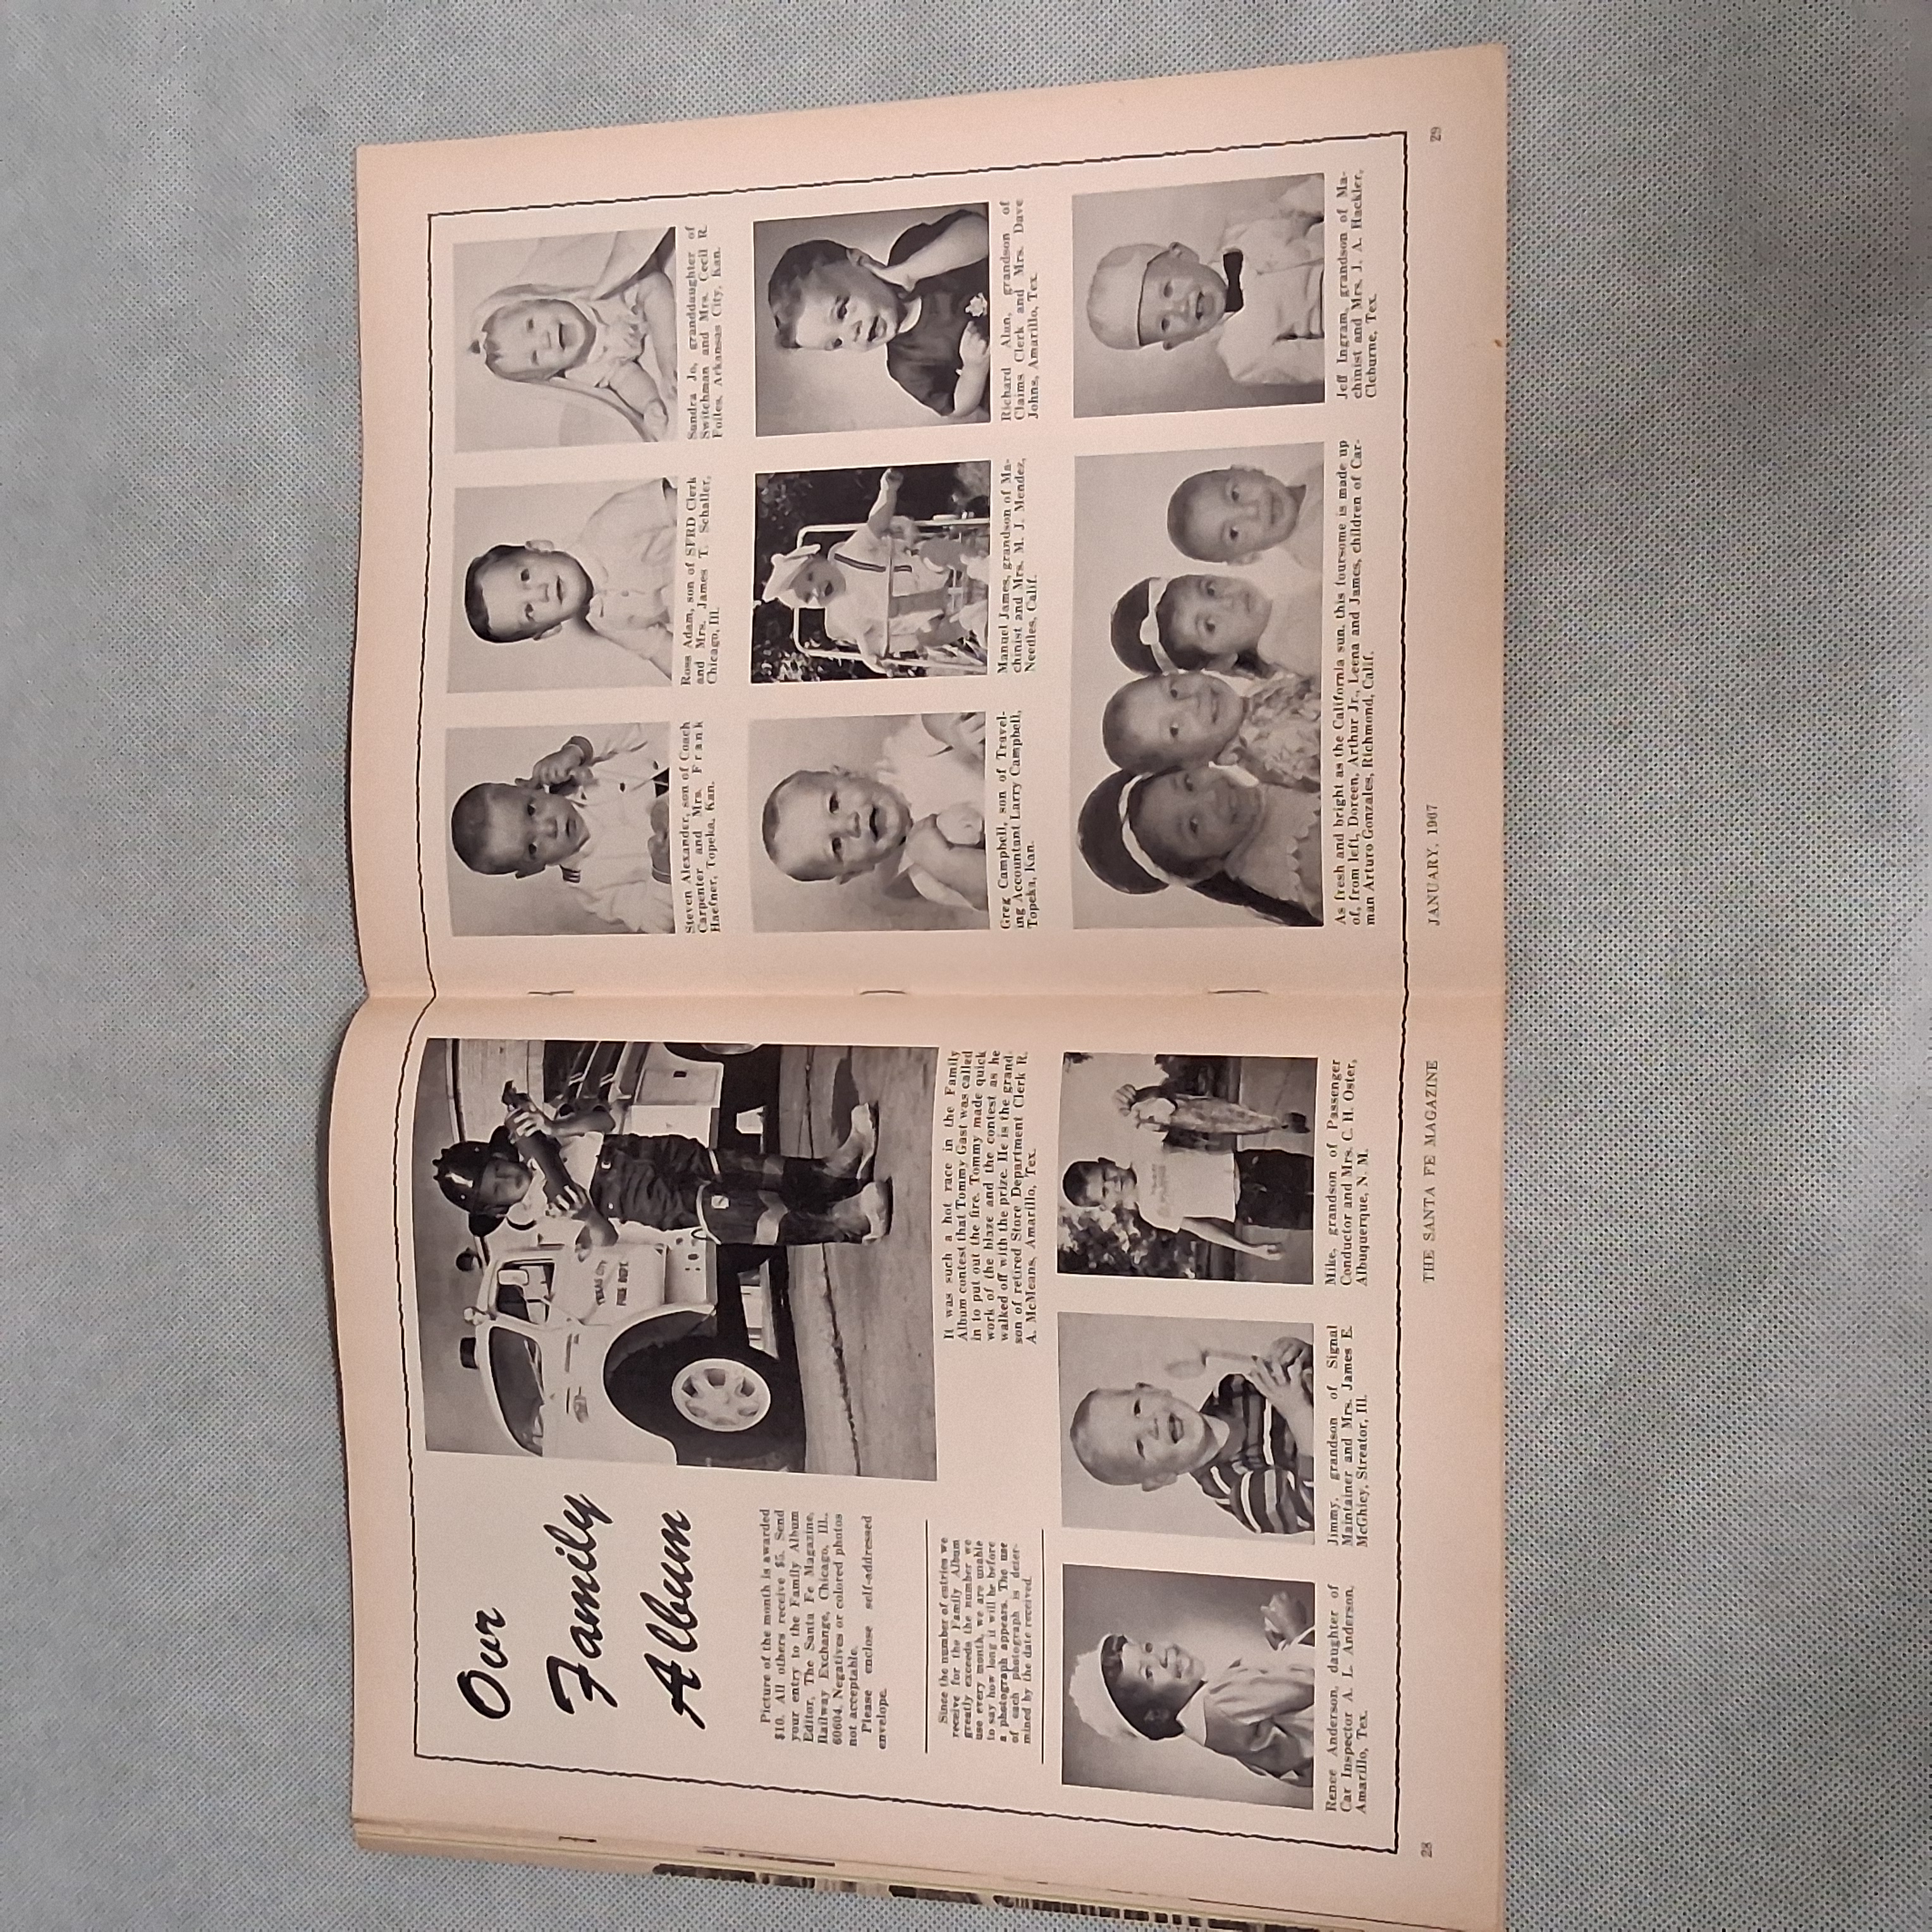 Our
Family
Album
Picture of the month is awarded
$10. All others receive $5. Send
your entry to the Family Album
Editor, The Santa Fe Magazine,
Railway Exchange, Chicago, Ill.,
60604. Negatives or colored photos
not acceptable.
Please enclose self-addressed
envelope.
Since the number of entries we
receive for the Family Album
greatly exceeds the number we
use every month, we are unable
to say how long it will be before
a photograph appears. The use
of each photograph is deter-
mined by the date received.
TEXAS CITY
FIRE DEPT.
It was such a hot race in the Family
Album contest that Tommy Gast was called
in to put out the fire. Tommy made quick
work of the blaze and the contest as he
walked off with the prize. He is the grand-
son of retired Store Department Clerk R.
A. McMeans, Amarillo, Tex.
Renee Anderson, daughter of
Car Inspector A. L. Anderson,
Amarillo, Tex.
Jimmy, grandson of Signal
Maintainer and Mrs. James E.
McGhiey, Streator, Ill.
Mike, grandson of Passenger
Conductor and Mrs. C. H. Oster,
Albuquerque, N. M.
28
THE SANTA FE MAGAZINE
Steven Alexander, son of Coach
Carpenter and Mrs. Frank
Haefner, Topeka, Kan.
Ross Adam, son of SFRD Clerk
and Mrs. James T. Schaller,
Chicago, Ill.
Sandra Jo, granddaughter of
Switchman and Mrs. Cecil R.
Foiles, Arkansas City, Kan.
Greg Campbell, son of Travel-
ing Accountant Larry Campbell,
Topeka, Kan.
Manuel James, grandson of Ma-
chinist and Mrs. M. J. Mendez,
Needles, Calif.
Richard Alan, grandson of
Claims Clerk and Mrs. Dave
Johns, Amarillo, Tex.
As fresh and bright as the California sun, this foursome is made up
of, from left, Doreen, Arthur Jr., Leena and James, children of Car-
man Arturo Gonzales, Richmond, Calif.
Jeff Ingram, grandson of Ma-
chinist and Mrs. J. A. Hackler,
Cleburne, Tex.
JANUARY, 1967
29